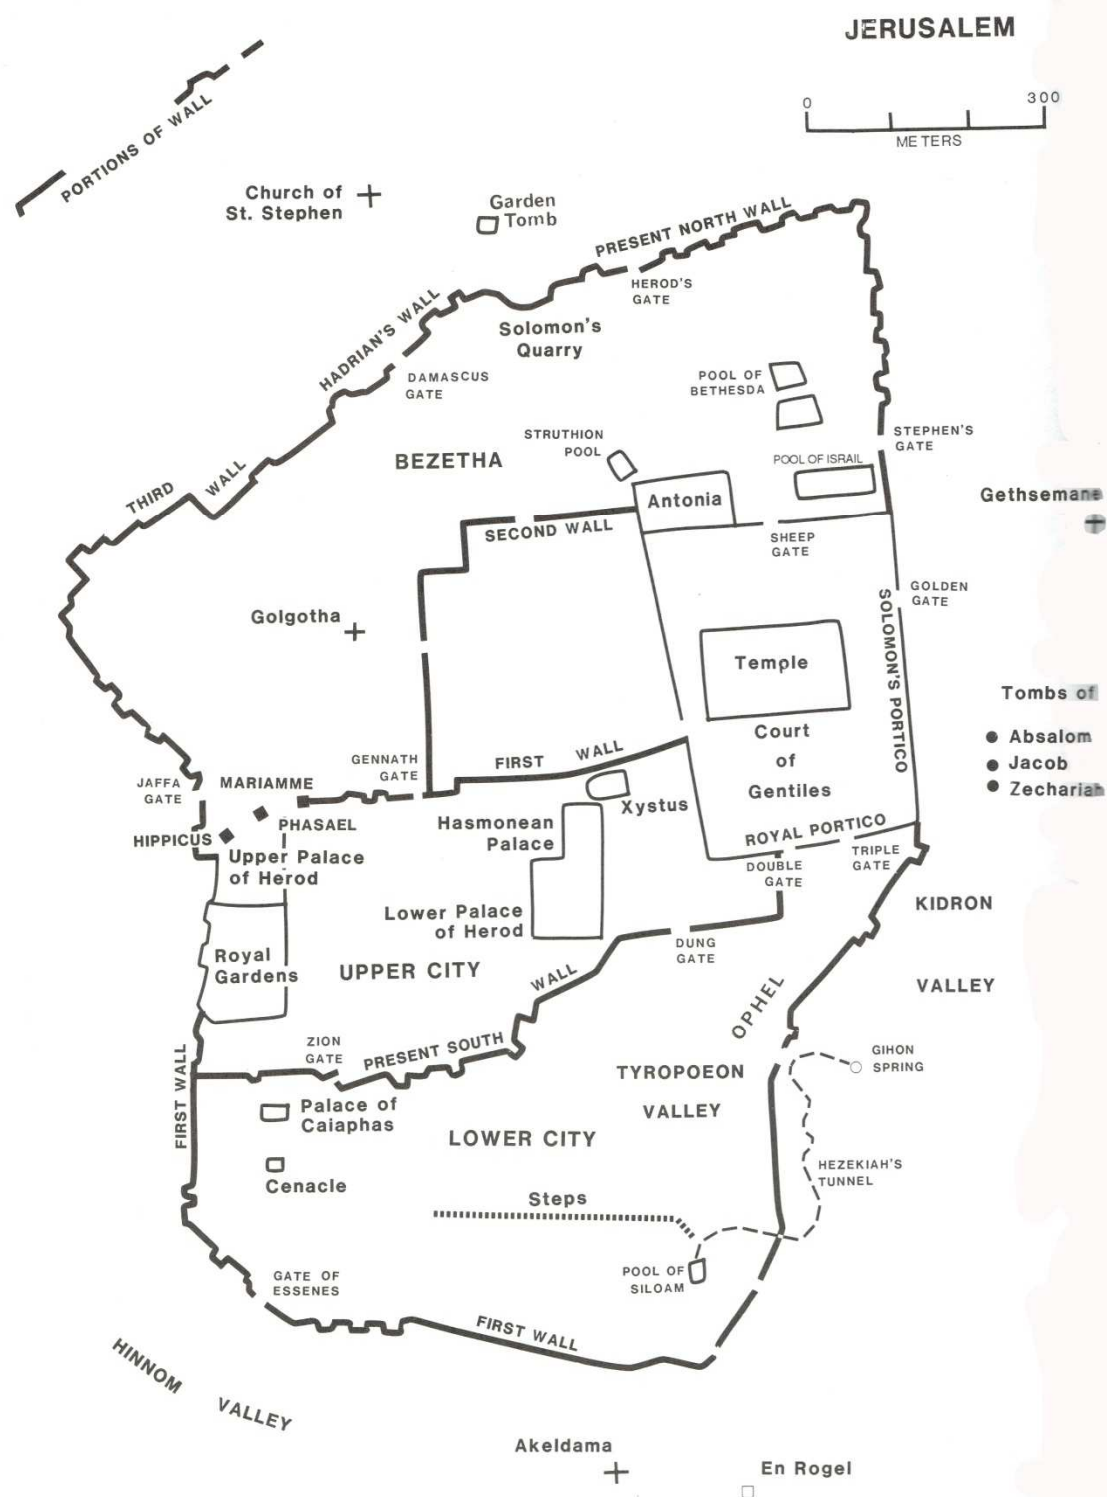 JERUSALEM
0 300
METERS
PORTIONS OF WALL
Church of
St. Stephen
Garden
Tomb
PRESENT NORTH WALL
HEROD'S
GATE
HADRIAN'S WALL
Solomon's
Quarry
DAMASCUS
GATE
POOL OF
BETHESDA
STRUTHION
POOL
BEZETHA
STEPHEN'S
GATE
POOL OF ISRAIL
THIRD WALL
Antonia
Gethsemane
SECOND WALL
SHEEP
GATE
GOLDEN
GATE
SOLOMON'S PORTICO
Golgotha
Temple
Tombs of
Absalom
Jacob
Zechariah
Court
of
Gentiles
GENNATH
GATE
FIRST WALL
JAFFA
GATE
MARIAMME
PHASAEL
HIPPICUS
Xystus
Hasmonean
Palace
ROYAL PORTICO
DOUBLE
GATE
TRIPLE
GATE
Upper Palace
of Herod
Lower Palace
of Herod
KIDRON
VALLEY
DUNG
GATE
Royal
Gardens
UPPER CITY
OPHEL
ZION
GATE
PRESENT SOUTH WALL
GIHON
SPRING
TYROPOEON
VALLEY
FIRST WALL
Palace of
Caiaphas
LOWER CITY
HEZEKIAH'S
TUNNEL
Cenacle
Steps
POOL OF
SILOAM
GATE OF
ESSENES
FIRST WALL
HINNOM VALLEY
Akeldama
En Rogel